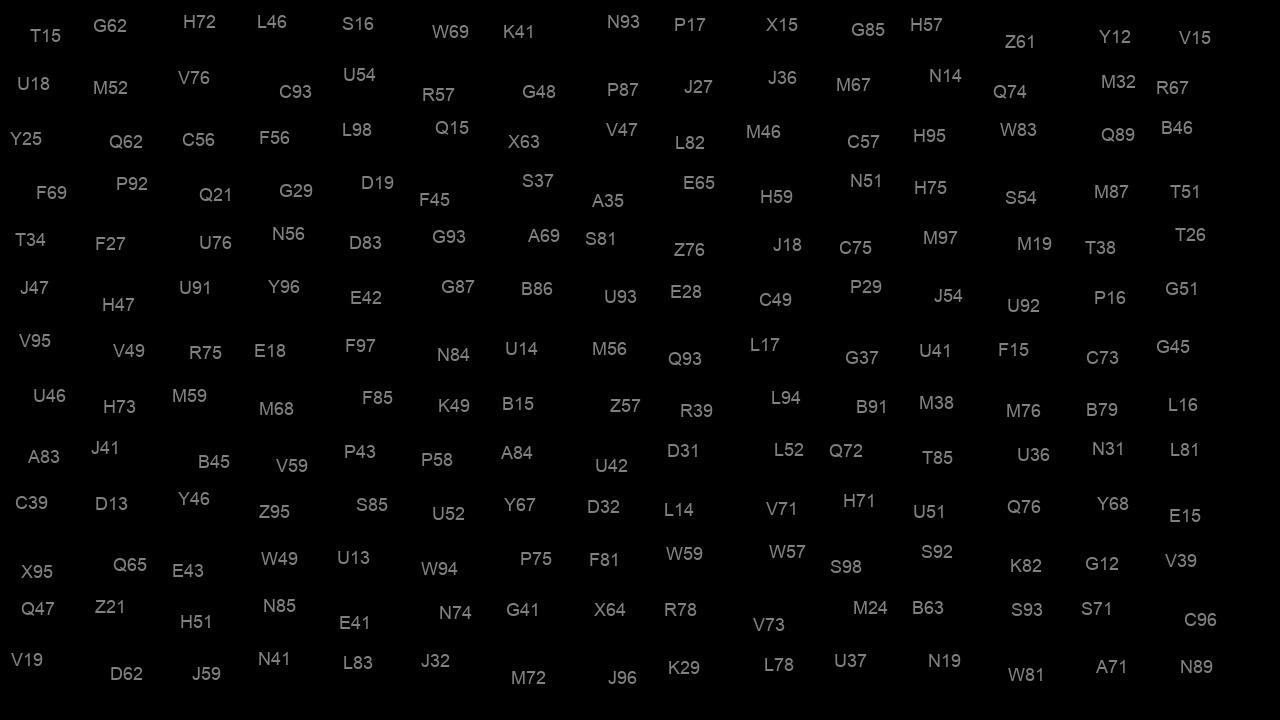 T15 G62 H72 L46 S16 W69 K41 N93 P17 X15 G85 H57 Z61 Y12 V15
U18 M52 V76 C93 U54 R57 G48 P87 J27 J36 M67 N14 Q74 M32 R67
Y25 Q62 C56 F56 L98 Q15 X63 V47 L82 M46 C57 H95 W83 Q89 B46
F69 P92 Q21 G29 D19 F45 S37 A35 E65 H59 N51 H75 S54 M87 T51
T34 F27 U76 N56 D83 G93 A69 S81 Z76 J18 C75 M97 M19 T38 T26
J47 H47 U91 Y96 E42 G87 B86 U93 E28 C49 P29 J54 U92 P16 G51
V95 V49 R75 E18 F97 N84 U14 M56 Q93 L17 G37 U41 F15 C73 G45
U46 H73 M59 M68 F85 K49 B15 Z57 R39 L94 B91 M38 M76 B79 L16
A83 J41 B45 V59 P43 P58 A84 U42 D31 L52 Q72 T85 U36 N31 L81
C39 D13 Y46 Z95 S85 U52 Y67 D32 L14 V71 H71 U51 Q76 Y68 E15
X95 Q65 E43 W49 U13 W94 P75 F81 W59 W57 S98 S92 K82 G12 V39
Q47 Z21 H51 N85 E41 N74 G41 X64 R78 V73 M24 B63 S93 S71 C96
V19 D62 J59 N41 L83 J32 M72 J96 K29 L78 U37 N19 W81 A71 N89